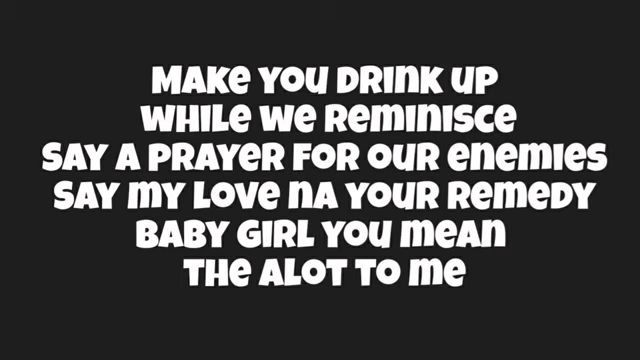 MAKE YOU DRINK UP
WHILE WE REMINISCE
SAY A PRAYER FOR OUR ENEMIES
SAY MY LOVE NA YOUR REMEDY
BABY GIRL YOU MEAN
THE ALOT TO ME